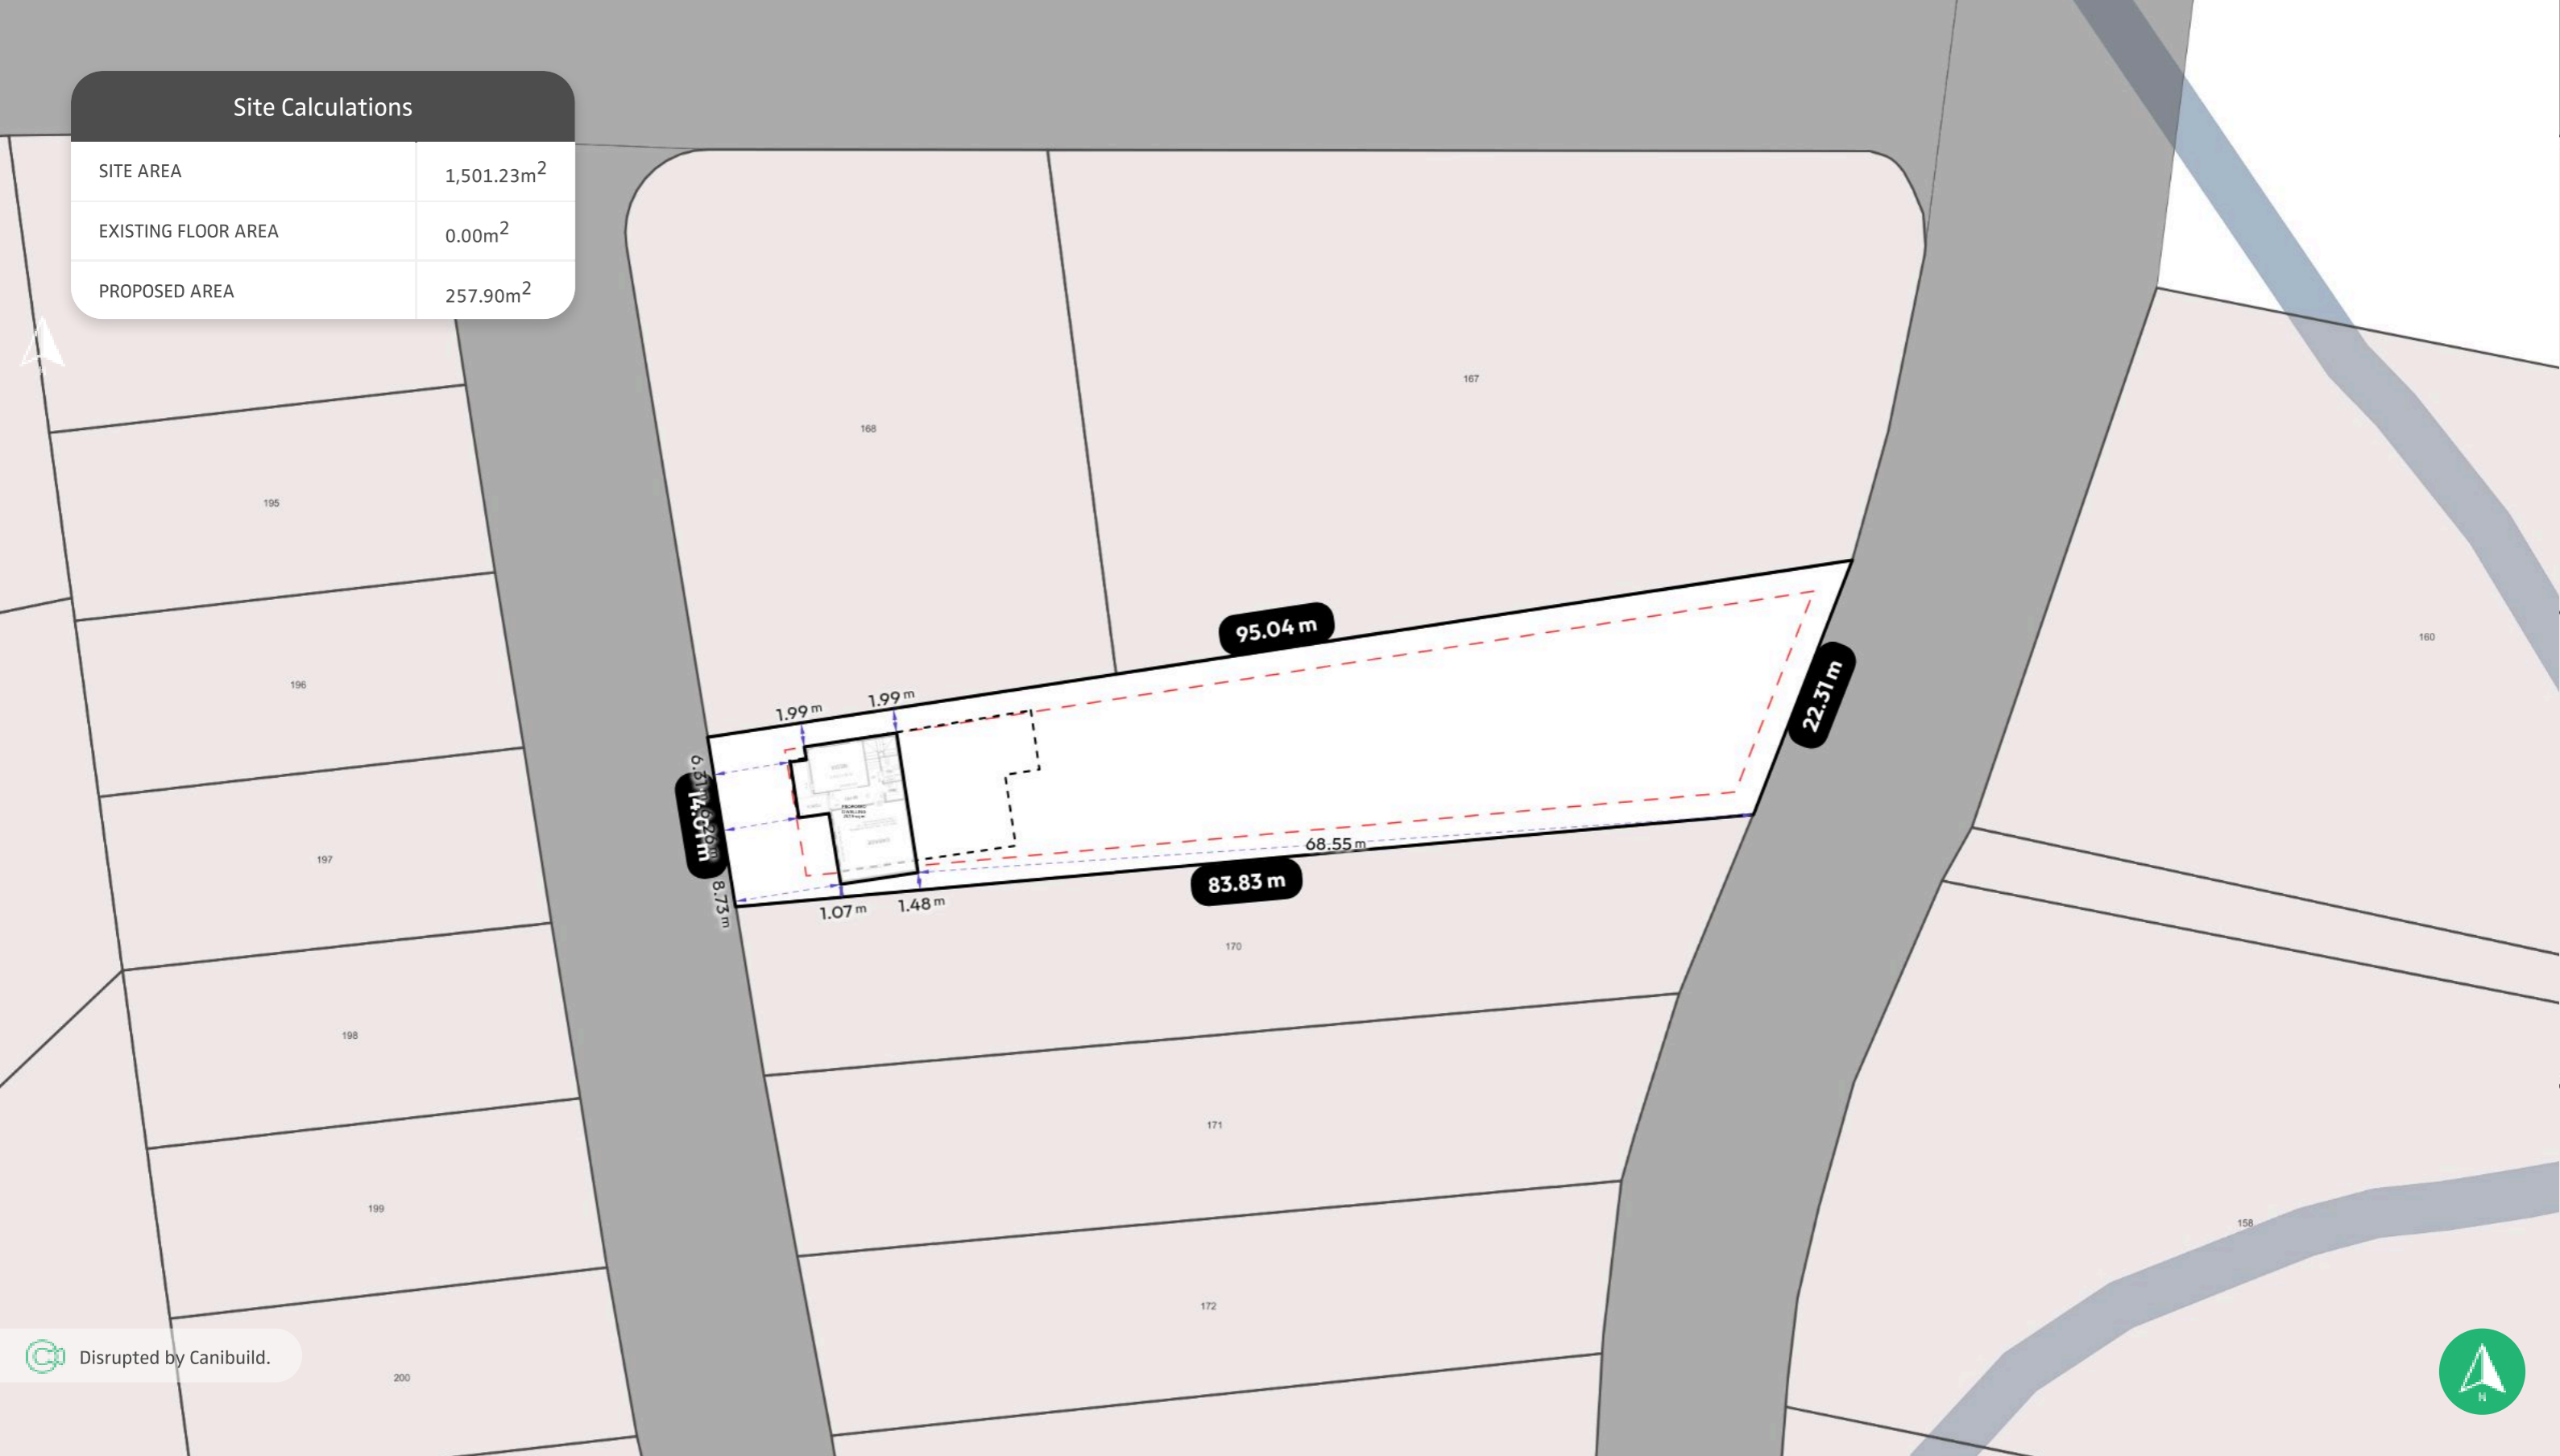 Site Calculations
SITE AREA 1,501.23m2
EXISTING FLOOR AREA 0.00m2
PROPOSED AREA 257.90m2
167
168
195
160
95.04 m
196
22.31 m
1.99 m
1.99 m
68.55 m
197
83.83 m
8.73 m
1.07 m
1.48 m
170
198
171
199
158
172
Disrupted by Canibuild.
200
N